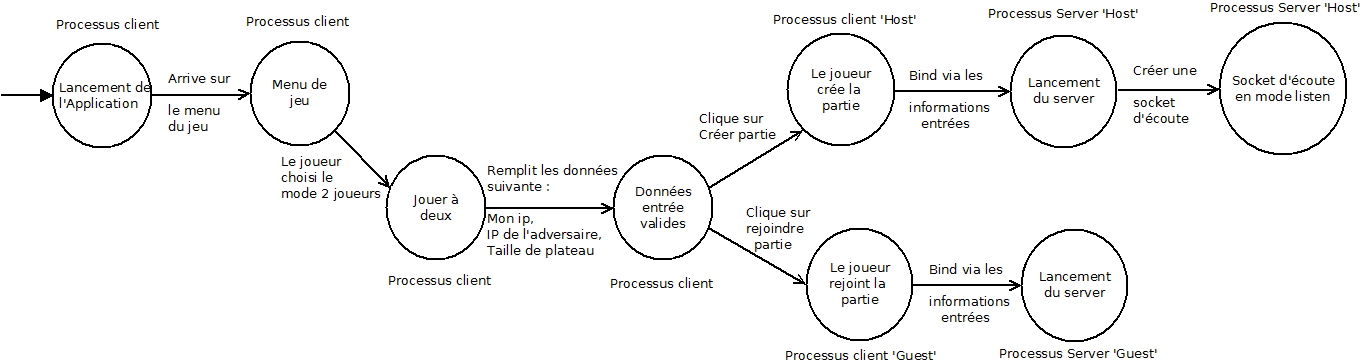 Processus client
Lancement de
l'Application
Arrive sur
le menu
du jeu
Processus client
Menu de
jeu
Le joueur
choisi le
mode 2 joueurs
Jouer à
deux
Processus client
Remplit les données
suivante :
Mon ip,
IP de l'adversaire,
Taille de plateau
Données
entrée
valides
Processus client
Clique sur
Créer partie
Processus client 'Host'
Le joueur
crée la
partie
Bind via les
informations
entrées
Processus Server 'Host'
Lancement
du server
Créer une
socket
d'écoute
Processus Server 'Host'
Socket d'écoute
en mode listen
Clique sur
rejoindre
partie
Le joueur
rejoint la
partie
Processus client 'Guest'
Bind via les
informations
entrées
Lancement
du server
Processus Server 'Guest'